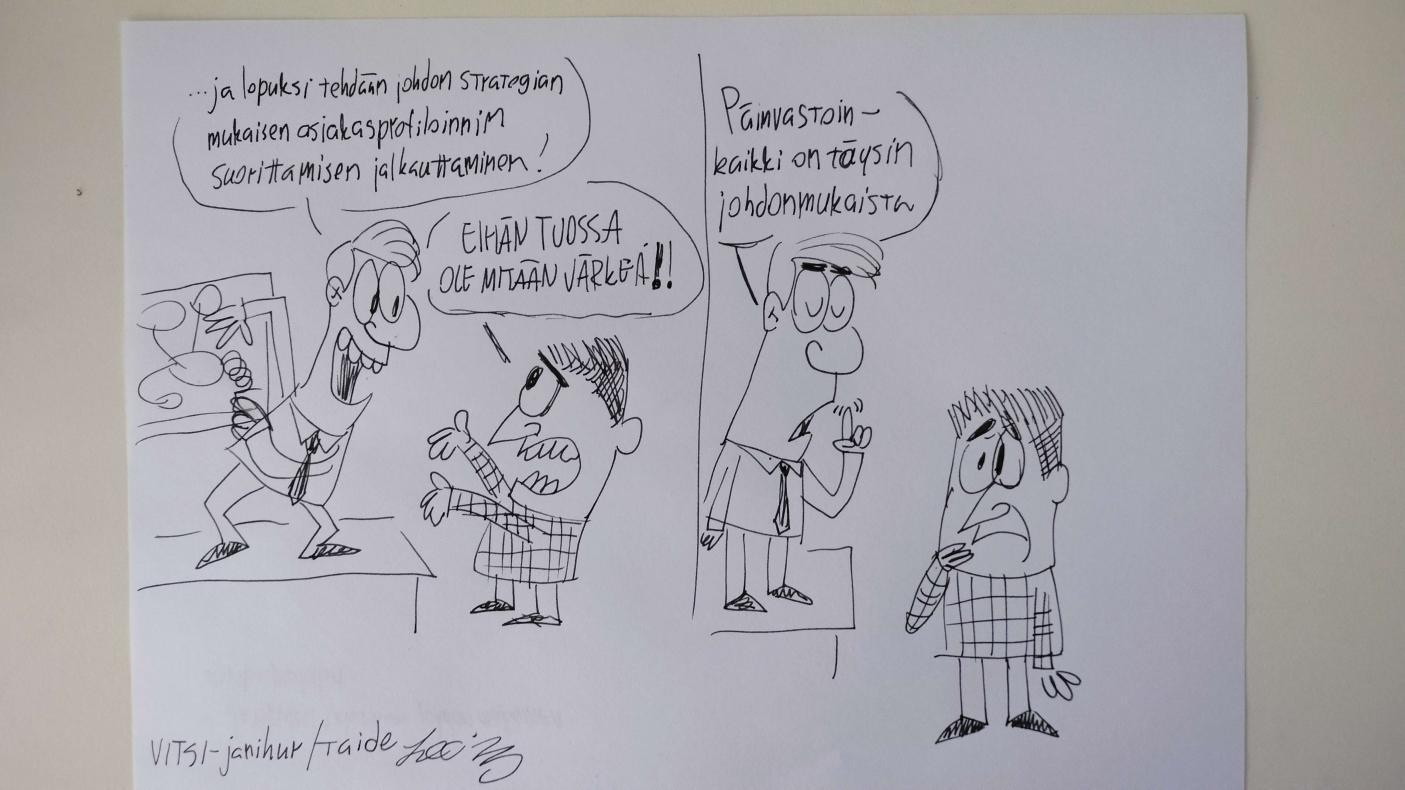 ...ja lopuksi tehdään johdon strategian
mukaisen asiakasprofiloinnin
suorittamisen jalkauttaminen!
EIHÄN TUOSSA
OLE MITÄÄN JÄRKEÄ!!!
Päinvastoin –
kaikki on täysin
johdonmukaista
VITSI-janihur/Taide